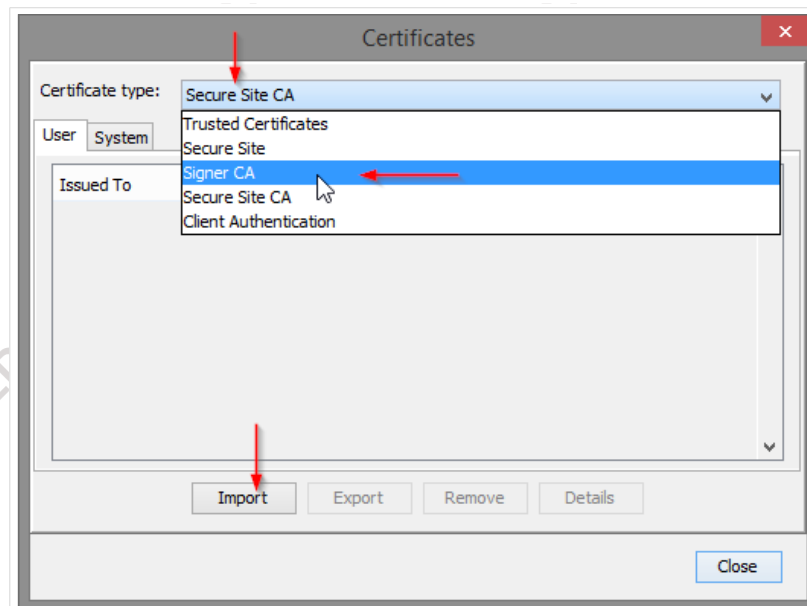 Certificates
Certificate type: Secure Site CA
Trusted Certificates
User System
Secure Site
Issued To
Signer CA
Secure Site CA
Client Authentication
Import Export Remove Details
Close